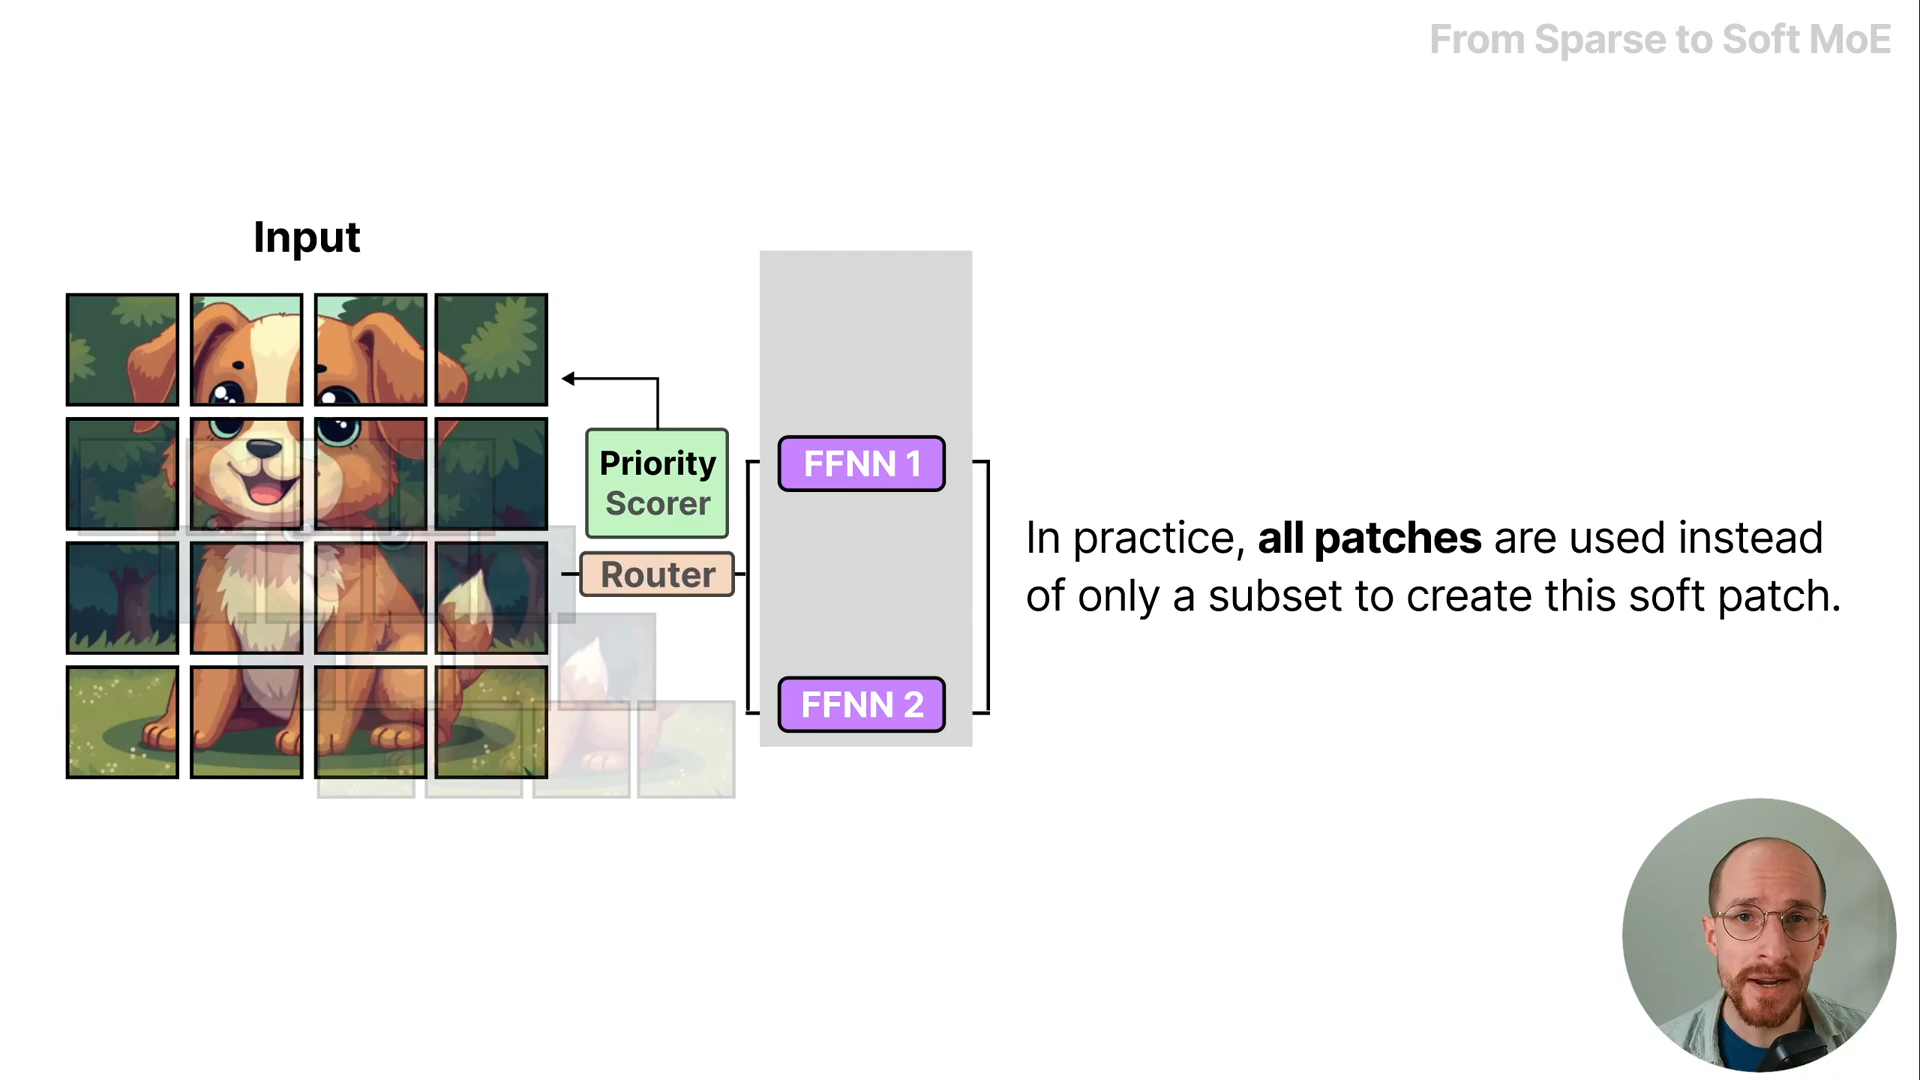 From Sparse to Soft MoE
Input
Priority
Scorer
Router
FFNN 1
FFNN 2
In practice, all patches are used instead
of only a subset to create this soft patch.